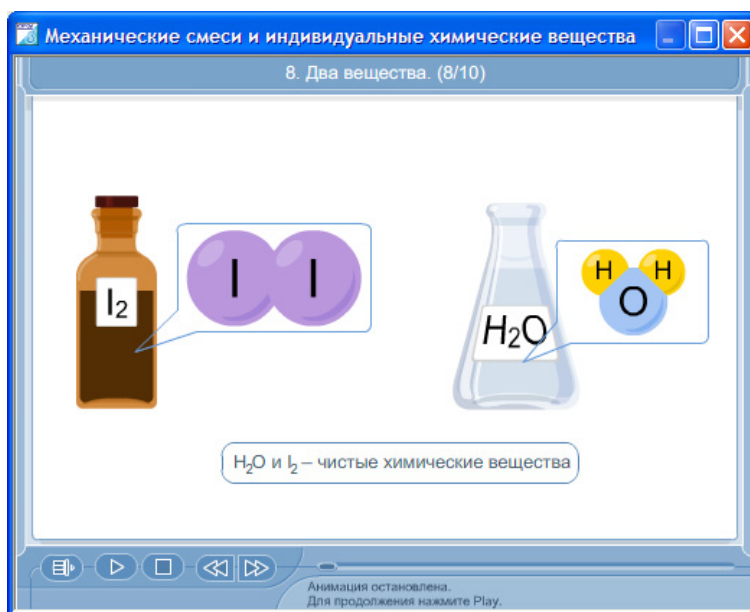 Механические смеси и индивидуальные химические вещества
8. Два вещества. (8/10)
I₂
I I
H₂O
H H
O
H₂O и I₂ – чистые химические вещества
Анимация остановлена.
Для продолжения нажмите Play.